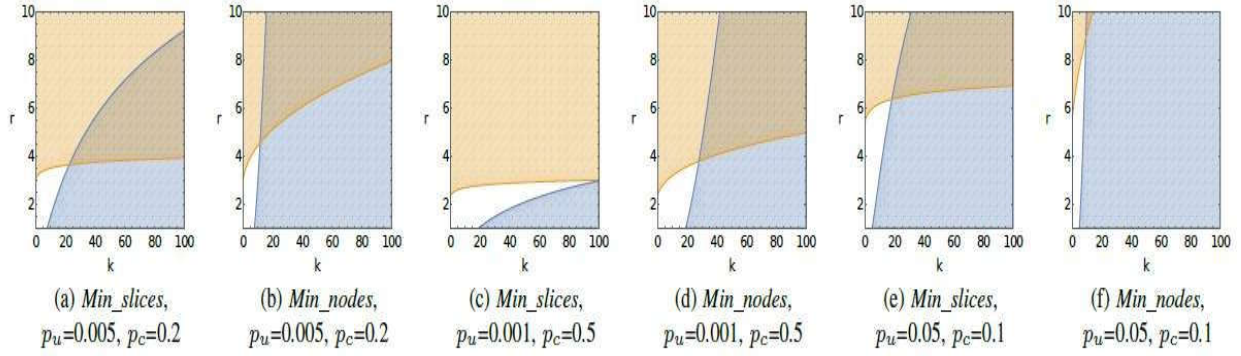 10 10 10 10 10 10
8 8 8 8 8 8
6 6 6 6 6 6
r r r r r r
4 4 4 4 4 4
2 2 2 2 2 2
0 20 40 60 80 100 0 20 40 60 80 100 0 20 40 60 80 100 0 20 40 60 80 100 0 20 40 60 80 100 0 20 40 60 80 100
k k k k k k
(a) Min_slices, (b) Min_nodes, (c) Min_slices, (d) Min_nodes, (e) Min_slices, (f) Min_nodes,
pu=0.005, pc=0.2 pu=0.005, pc=0.2 pu=0.001, pc=0.5 pu=0.001, pc=0.5 pu=0.05, pc=0.1 pu=0.05, pc=0.1